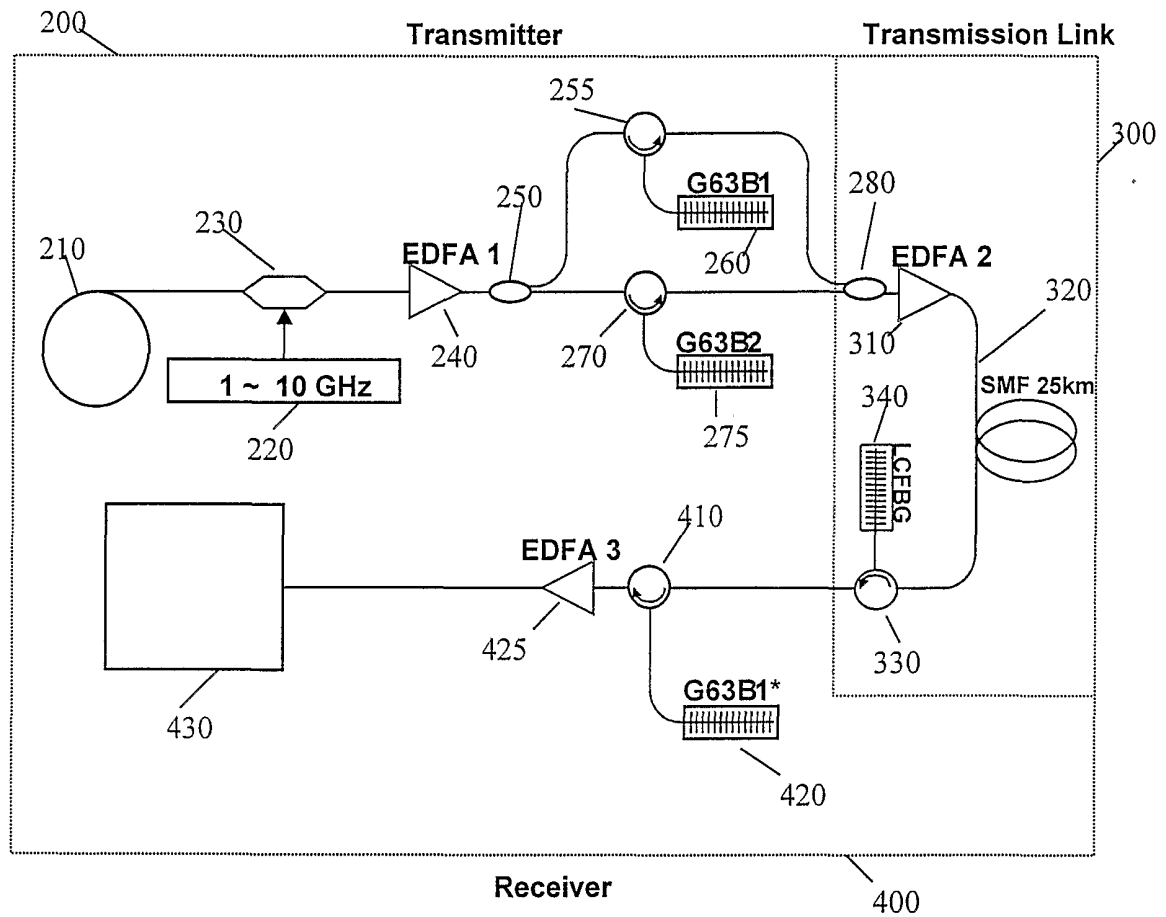 200
Transmitter
Transmission Link
255
300
G63B1
280
250
230
260
EDFA 1
EDFA 2
210
320
240
270
310
G63B2
SMF 25km
1 ~ 10 GHz
340
275
220
LCFBG
410
EDFA 3
425
330
G63B1*
430
420
Receiver
400